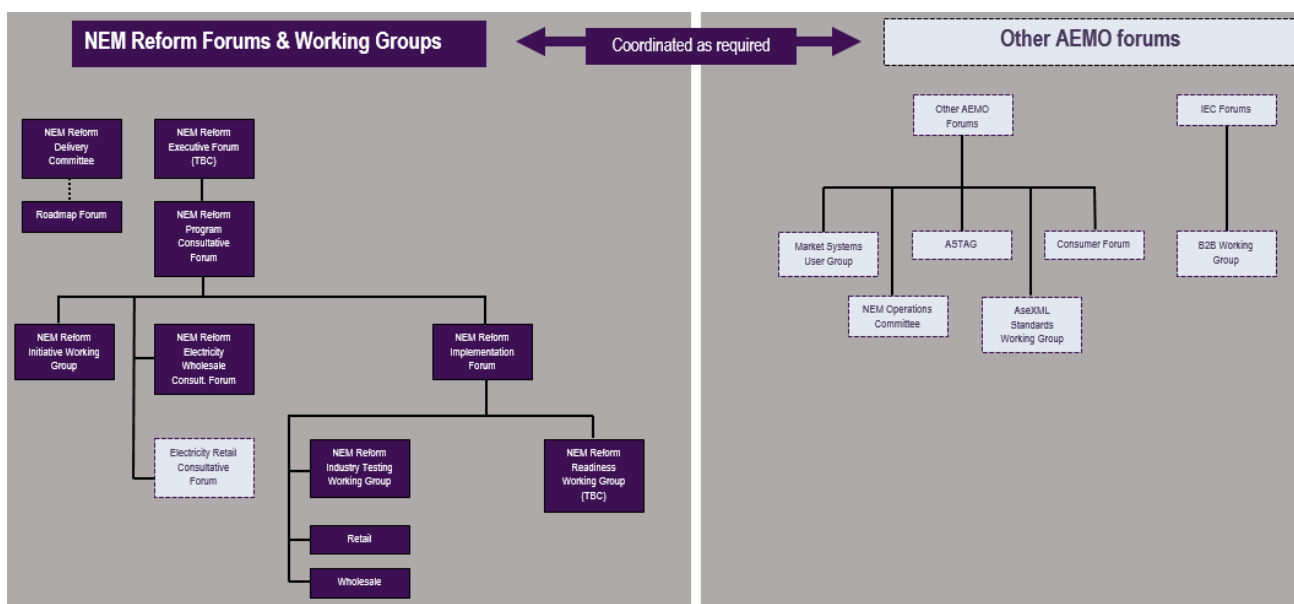 NEM Reform Forums & Working Groups
Coordinated as required
Other AEMO forums
NEM Reform
Delivery
Committee
NEM Reform
Executive Forum
(TBC)
Roadmap Forum
NEM Reform
Program
Consultative
Forum
NEM Reform
Initiative Working
Group
NEM Reform
Electricity
Wholesale
Consult. Forum
NEM Reform
Implementation
Forum
Electricity Retail
Consultative
Forum
NEM Reform
Industry Testing
Working Group
NEM Reform
Readiness
Working Group
(TBC)
Retail
Wholesale
Other AEMO
Forums
IEC Forums
Market Systems
User Group
ASTAG
Consumer Forum
B2B Working
Group
NEM Operations
Committee
AseXML
Standards
Working Group